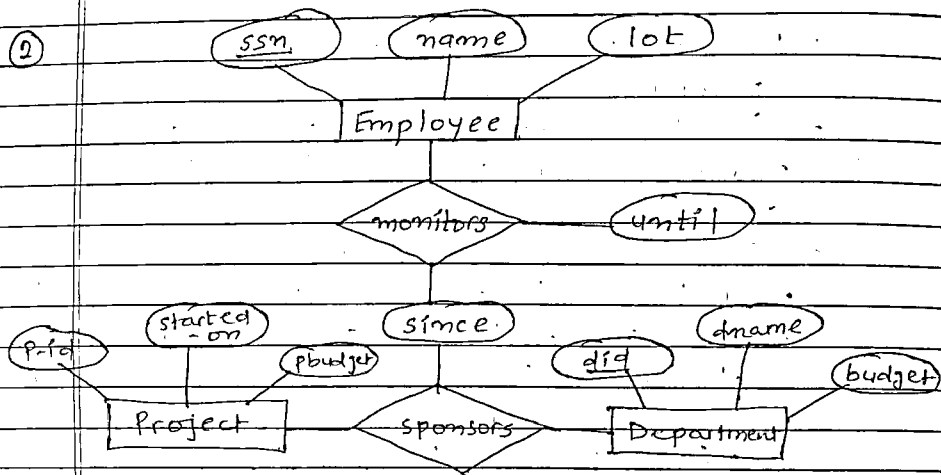 ②
ssn name lot
Employee
monitors until
started-on since dname
p-id pbudget did budget
Project sponsors Department